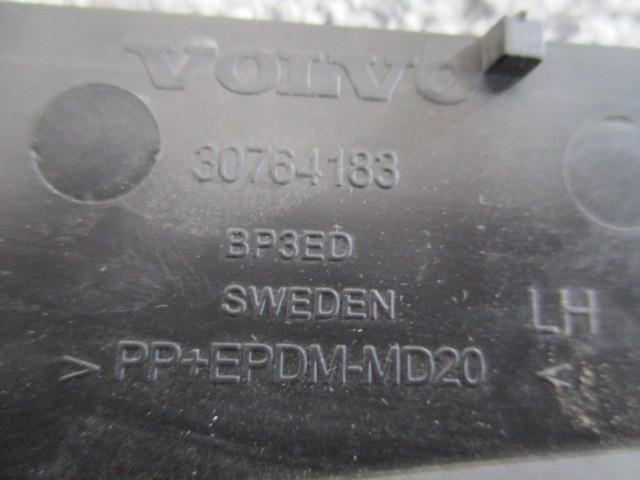 VOLVO
30764183
BP3ED
SWEDEN
LH
>PP+EPDM-MD20<